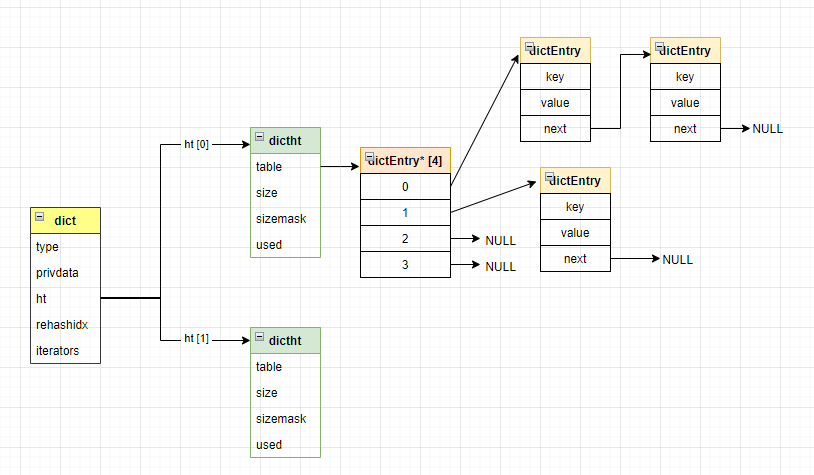 dict
type
privdata
ht
rehashidx
iterators
ht [0]
dictht
table
size
sizemask
used
ht [1]
dictht
table
size
sizemask
used
dictEntry* [4]
0
1
2
3
NULL
NULL
dictEntry
key
value
next
dictEntry
key
value
next
NULL
dictEntry
key
value
next
NULL